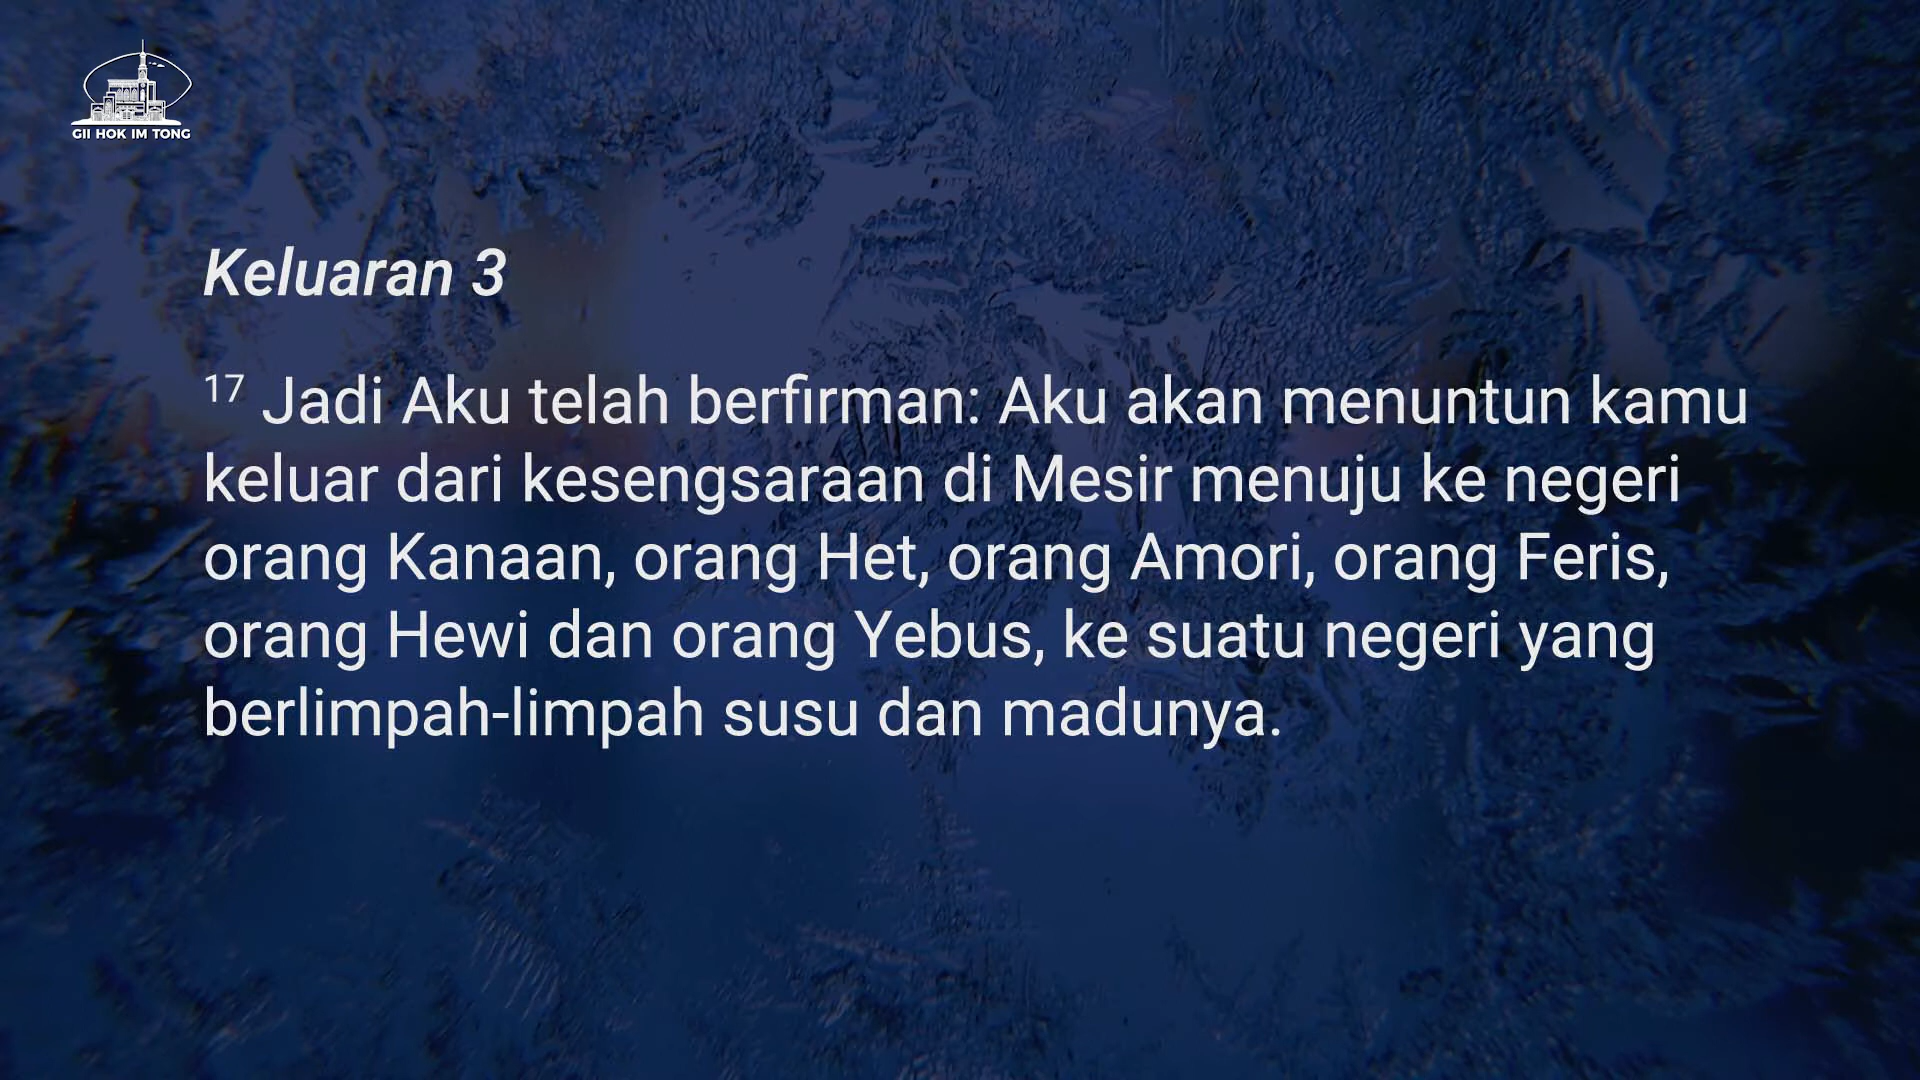 GII HOK IM TONG
Keluaran 3
17 Jadi Aku telah berfirman: Aku akan menuntun kamu
keluar dari kesengsaraan di Mesir menuju ke negeri
orang Kanaan, orang Het, orang Amori, orang Feris,
orang Hewi dan orang Yebus, ke suatu negeri yang
berlimpah-limpah susu dan madunya.